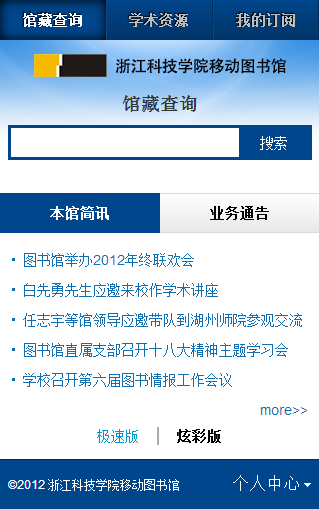 馆藏查询 学术资源 我的订阅
浙江科技学院移动图书馆
馆藏查询
搜索
本馆简讯 业务通告
图书馆举办2012年终联欢会
白先勇先生应邀来校作学术讲座
任志宇等馆领导应邀带队到湖州师院参观交流
图书馆直属支部召开十八大精神主题学习会
学校召开第六届图书情报工作会议
more>>
极速版 | 炫彩版
©2012 浙江科技学院移动图书馆 个人中心